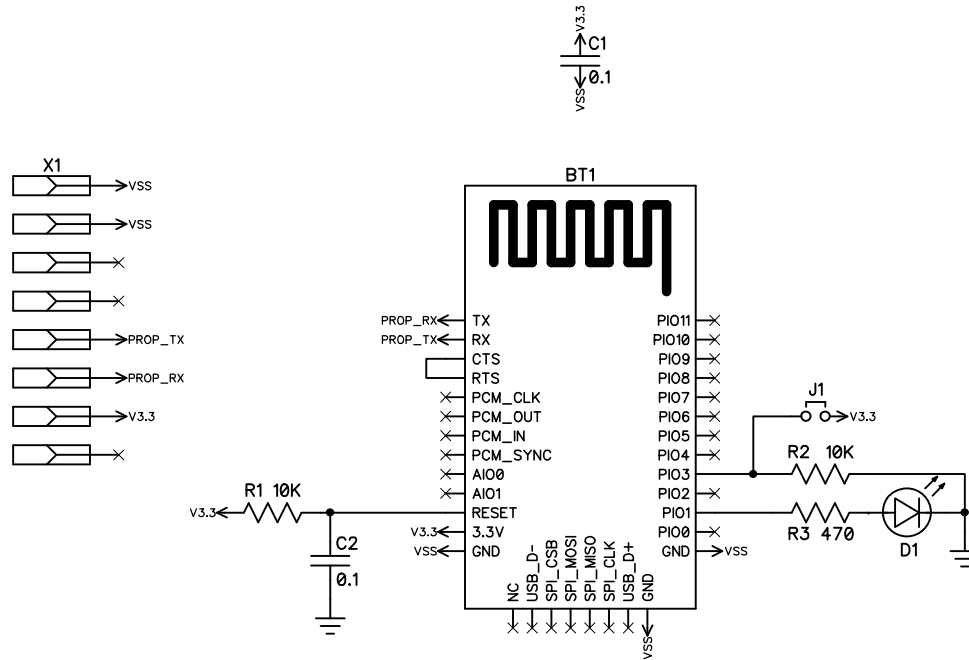 V3.3
C1
0.1
VSS
X1
VSS
VSS
PROP_TX
PROP_RX
V3.3
BT1
PROP_RX TX
PROP_TX RX
CTS
RTS
PCM_CLK
PCM_OUT
PCM_IN
PCM_SYNC
AIO0
AIO1
RESET
V3.3 3.3V
VSS GND
PIO11
PIO10
PIO9
PIO8
PIO7
PIO6
PIO5
PIO4
PIO3
PIO2
PIO1
PIO0
GND VSS
NC
USB_D-
SPI_CSB
SPI_MOSI
SPI_MISO
SPI_CLK
USB_D+
GND
VSS
R1 10K
V3.3
C2
0.1
J1
V3.3
R2 10K
R3 470
D1